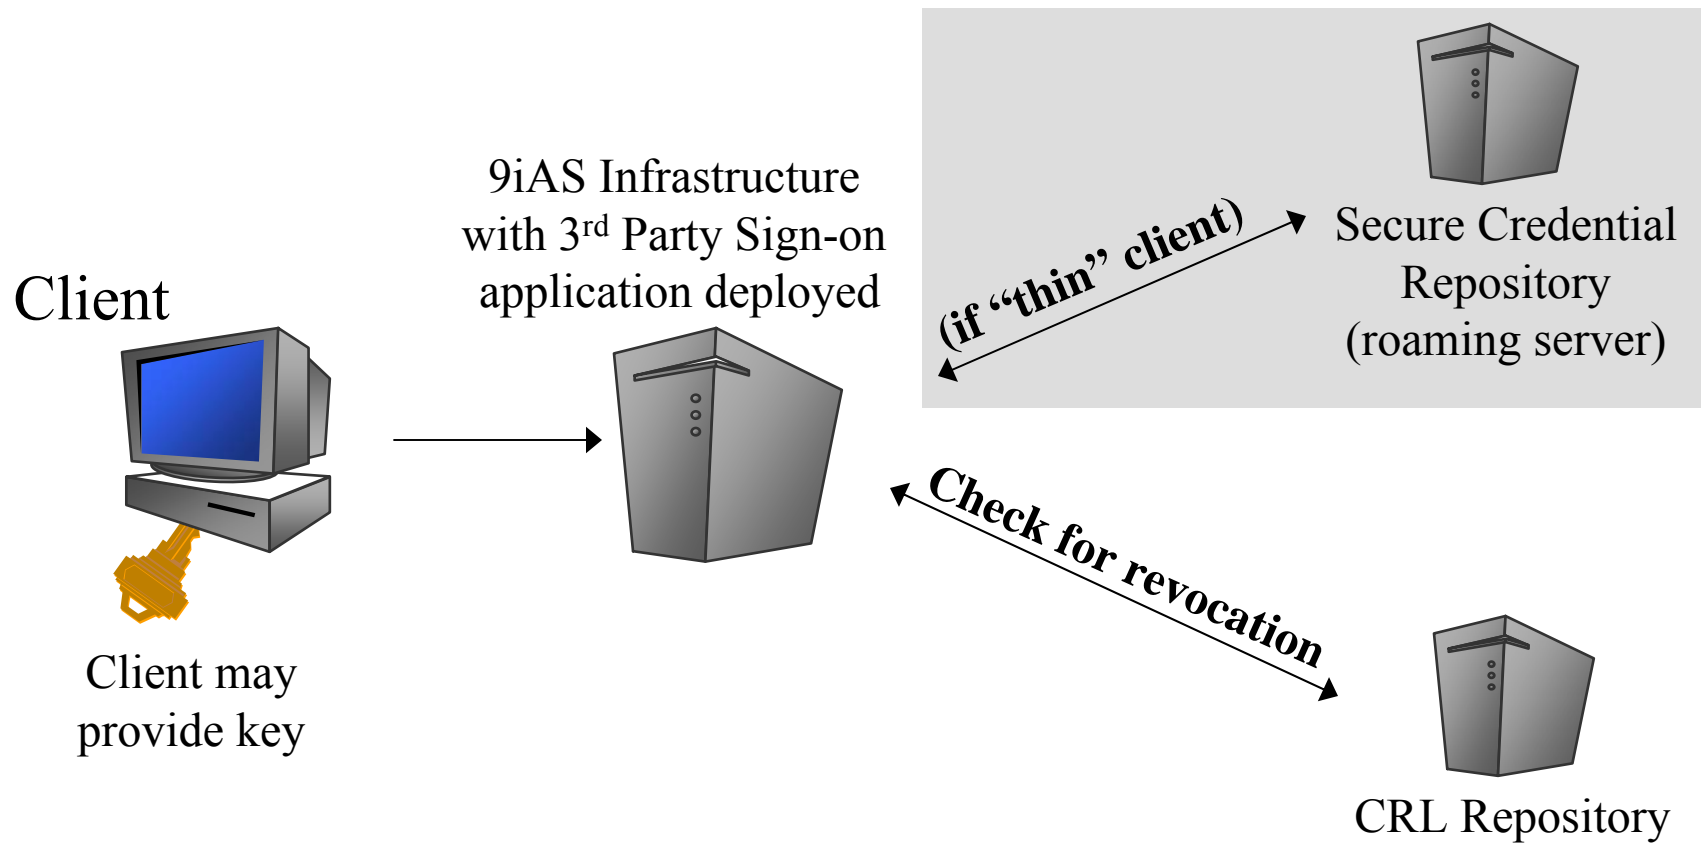 Client
Client may
provide key
9iAS Infrastructure
with 3rd Party Sign-on
application deployed
(if “thin” client)
Secure Credential
Repository
(roaming server)
Check for revocation
CRL Repository